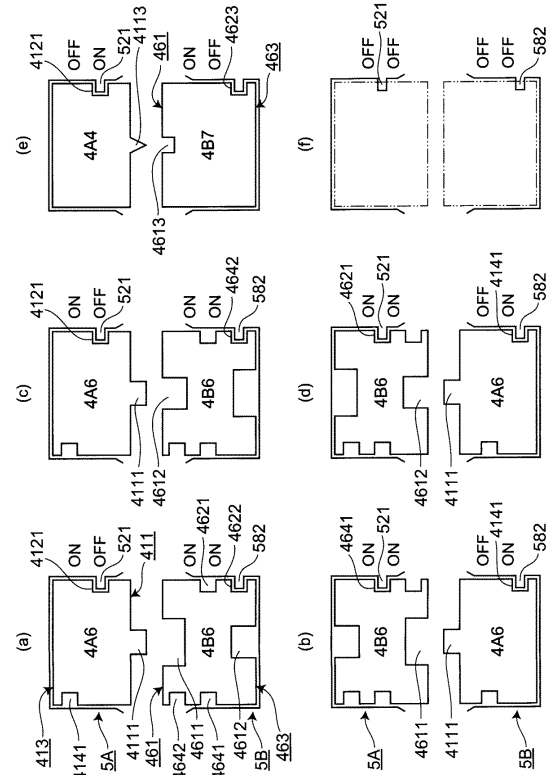 (a)
4121
413
ON
OFF
521
4A6
4141
411
5A
4111
461
ON
ON
4621
4622
4B6
4642
4611
4641
4612
582
5B
463
(c)
4121
ON
OFF
521
4A6
4111
4612
ON
ON
4642
4B6
582
(e)
4121
OFF
ON
521
4A4
4113
461
4613
ON
OFF
4623
4B7
463
(b)
4641
521
ON
ON
4B6
5A
4611
4111
OFF
ON
4141
4A6
582
5B
(d)
4621
ON
521
ON
4B6
4612
4111
OFF
ON
4141
4A6
582
(f)
521
OFF
OFF
OFF
OFF
582